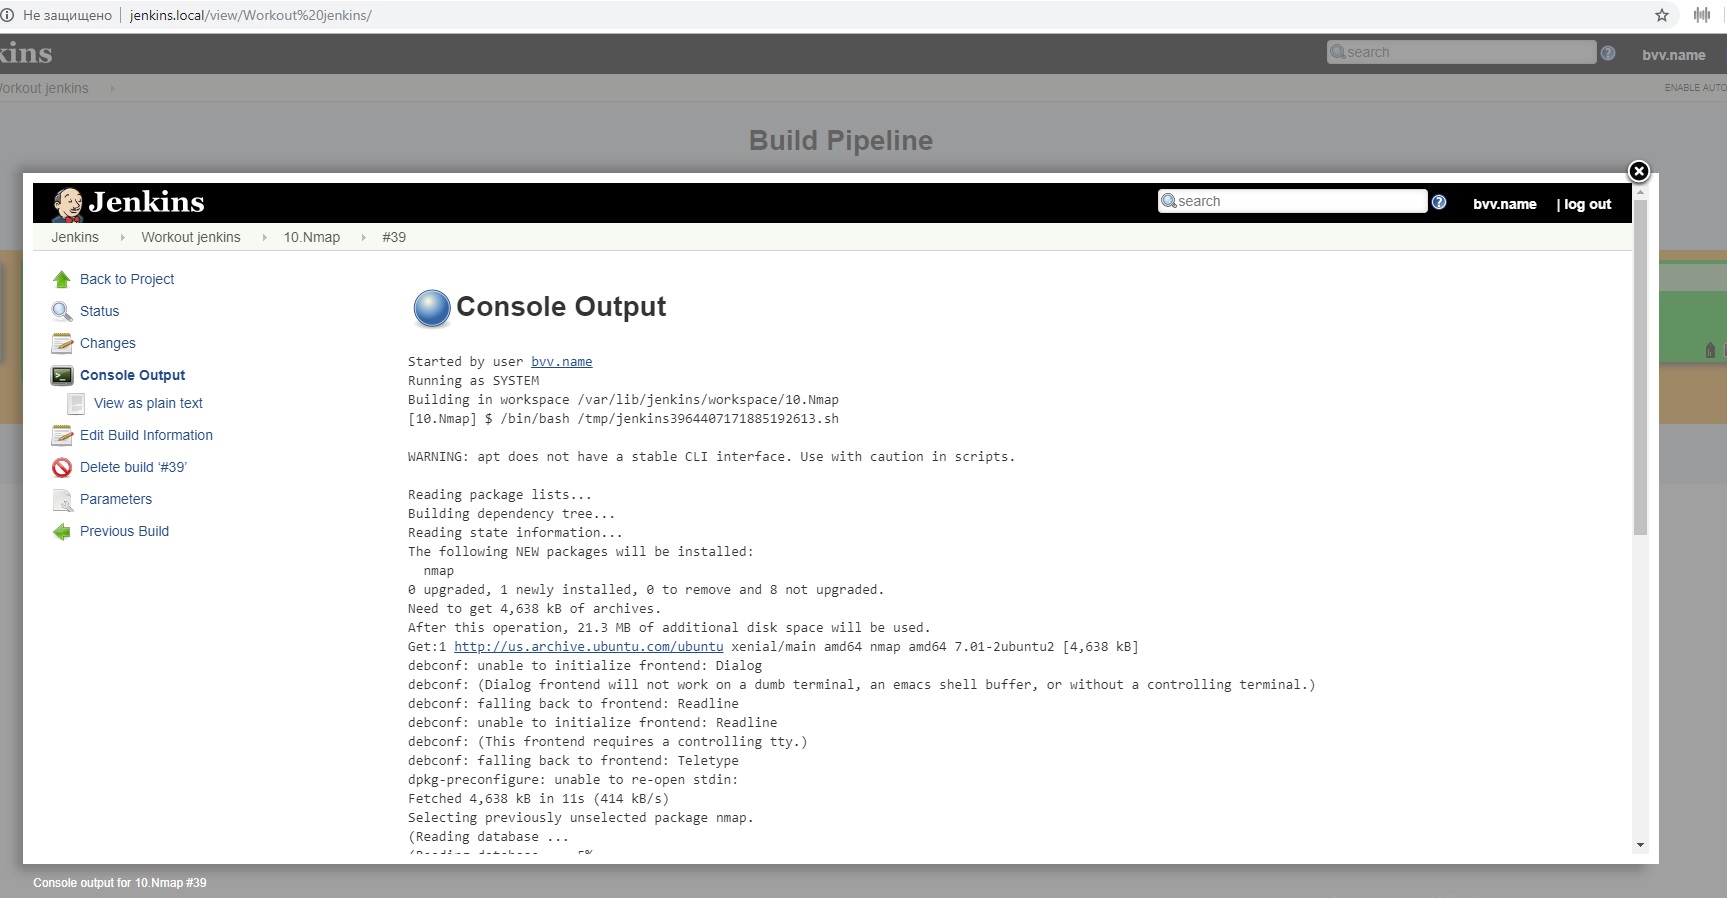 Не защищено jenkins.local/view/Workout%20jenkins/
kins search bvv.name
Workout jenkins ENABLE AUTO
Build Pipeline
Jenkins search bvv.name | log out
Jenkins Workout jenkins 10.Nmap #39
Back to Project
Status
Changes
Console Output
View as plain text
Edit Build Information
Delete build ‘#39’
Parameters
Previous Build
Console Output
Started by user bvv.name
Running as SYSTEM
Building in workspace /var/lib/jenkins/workspace/10.Nmap
[10.Nmap] $ /bin/bash /tmp/jenkins3964407171885192613.sh
WARNING: apt does not have a stable CLI interface. Use with caution in scripts.
Reading package lists...
Building dependency tree...
Reading state information...
The following NEW packages will be installed:
nmap
0 upgraded, 1 newly installed, 0 to remove and 8 not upgraded.
Need to get 4,638 kB of archives.
After this operation, 21.3 MB of additional disk space will be used.
Get:1 http://us.archive.ubuntu.com/ubuntu xenial/main amd64 nmap amd64 7.01-2ubuntu2 [4,638 kB]
debconf: unable to initialize frontend: Dialog
debconf: (Dialog frontend will not work on a dumb terminal, an emacs shell buffer, or without a controlling terminal.)
debconf: falling back to frontend: Readline
debconf: unable to initialize frontend: Readline
debconf: (This frontend requires a controlling tty.)
debconf: falling back to frontend: Teletype
dpkg-preconfigure: unable to re-open stdin:
Fetched 4,638 kB in 11s (414 kB/s)
Selecting previously unselected package nmap.
(Reading database ...
(Reading database ... 5%
Console output for 10.Nmap #39